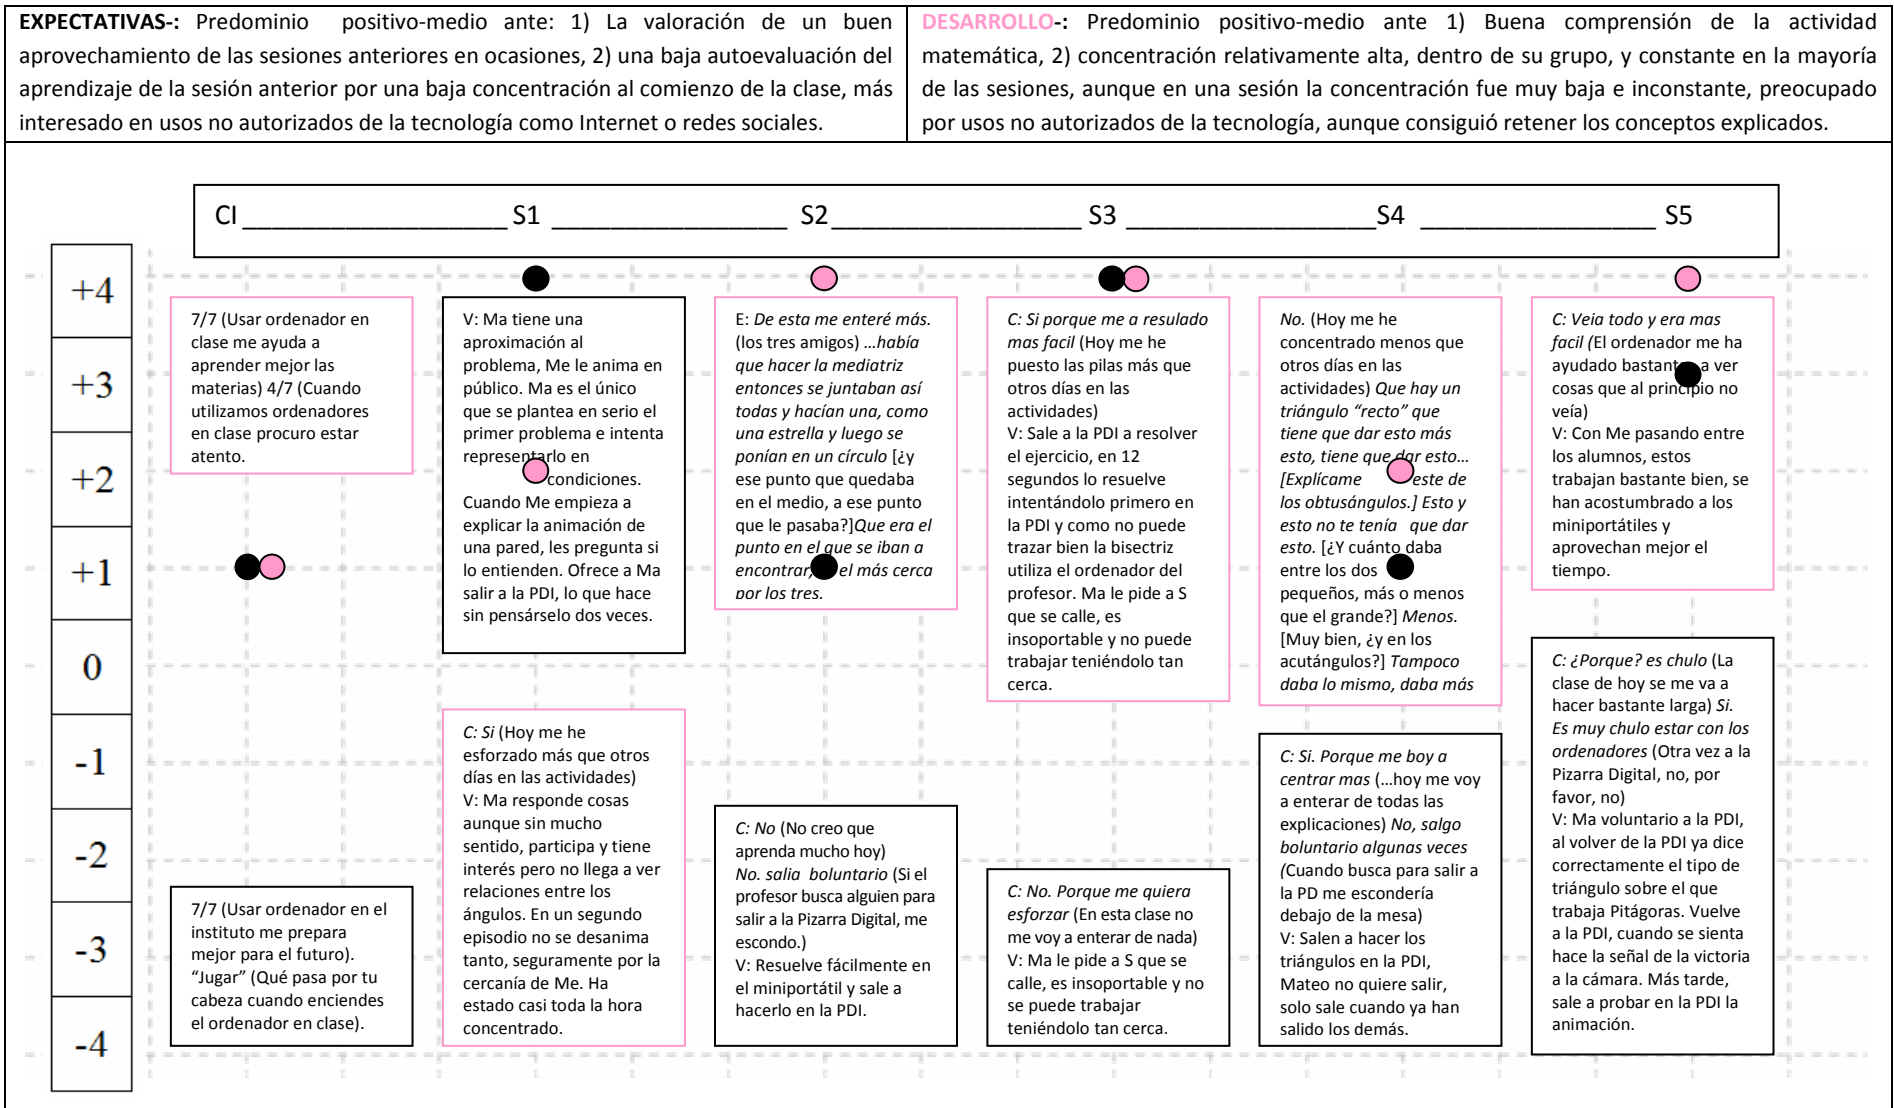 EXPECTATIVAS-: Predominio positivo-medio ante: 1) La valoración de un buen
aprovechamiento de las sesiones anteriores en ocasiones, 2) una baja autoevaluación del
aprendizaje de la sesión anterior por una baja concentración al comienzo de la clase, más
interesado en usos no autorizados de la tecnología como Internet o redes sociales.
DESARROLLO-: Predominio positivo-medio ante 1) Buena comprensión de la actividad
matemática, 2) concentración relativamente alta, dentro de su grupo, y constante en la mayoría
de las sesiones, aunque en una sesión la concentración fue muy baja e inconstante, preocupado
por usos no autorizados de la tecnología, aunque consiguió retener los conceptos explicados.
CI __________________ S1 ________________ S2 _________________ S3 _________________ S4 ________________ S5
+4
+3
+2
+1
0
-1
-2
-3
-4
7/7 (Usar ordenador en
clase me ayuda a
aprender mejor las
materias) 4/7 (Cuando
utilizamos ordenadores
en clase procuro estar
atento.
7/7 (Usar ordenador en el
instituto me prepara
mejor para el futuro).
“Jugar” (Qué pasa por tu
cabeza cuando enciendes
el ordenador en clase).
V: Ma tiene una
aproximación al
problema, Me le anima en
público. Ma es el único
que se plantea en serio el
primer problema e intenta
representarlo en
condiciones.
Cuando Me empieza a
explicar la animación de
una pared, les pregunta si
lo entienden. Ofrece a Ma
salir a la PDI, lo que hace
sin pensárselo dos veces.
C: Si (Hoy me he
esforzado más que otros
días en las actividades)
V: Ma responde cosas
aunque sin mucho
sentido, participa y tiene
interés pero no llega a ver
relaciones entre los
ángulos. En un segundo
episodio no se desanima
tanto, seguramente por la
cercanía de Me. Ha
estado casi toda la hora
concentrado.
E: De esta me enteré más.
(los tres amigos) …había
que hacer la mediatriz
entonces se juntaban así
todas y hacían una, como
una estrella y luego se
ponían en un círculo [¿y
ese punto que quedaba
en el medio, a ese punto
que le pasaba?]Que era el
punto en el que se iban a
encontrar, el más cerca
por los tres.
C: No (No creo que
aprenda mucho hoy)
No. salia boluntario (Si el
profesor busca alguien para
salir a la Pizarra Digital, me
escondo.)
V: Resuelve fácilmente en
el miniportátil y sale a
hacerlo en la PDI.
C: Si porque me a resulado
mas facil (Hoy me he
puesto las pilas más que
otros días en las
actividades)
V: Sale a la PDI a resolver
el ejercicio, en 12
segundos lo resuelve
intentándolo primero en
la PDI y como no puede
trazar bien la bisectriz
utiliza el ordenador del
profesor. Ma le pide a S
que se calle, es
insoportable y no puede
trabajar teniéndolo tan
cerca.
C: No. Porque me quiera
esforzar (En esta clase no
me voy a enterar de nada)
V: Ma le pide a S que se
calle, es insoportable y no
se puede trabajar
teniéndolo tan cerca.
No. (Hoy me he
concentrado menos que
otros días en las
actividades) Que hay un
triángulo “recto” que
tiene que dar esto más
esto, tiene que dar esto…
[Explícame este de
los obtusángulos.] Esto y
esto no te tenía que dar
esto. [¿Y cuánto daba
entre los dos
pequeños, más o menos
que el grande?] Menos.
[Muy bien, ¿y en los
acutángulos?] Tampoco
daba lo mismo, daba más
C: Si. Porque me boy a
centrar mas (…hoy me voy
a enterar de todas las
explicaciones) No, salgo
boluntario algunas veces
(Cuando busca para salir a
la PD me escondería
debajo de la mesa)
V: Salen a hacer los
triángulos en la PDI,
Mateo no quiere salir,
solo sale cuando ya han
salido los demás.
C: Veia todo y era mas
facil (El ordenador me ha
ayudado a ver
cosas que al principio no
veía)
V: Con Me pasando entre
los alumnos, estos
trabajan bastante bien, se
han acostumbrado a los
miniportátiles y
aprovechan mejor el
tiempo.
C: ¿Porque? es chulo (La
clase de hoy se me va a
hacer bastante larga) Si.
Es muy chulo estar con los
ordenadores (Otra vez a la
Pizarra Digital, no, por
favor, no)
V: Ma voluntario a la PDI,
al volver de la PDI ya dice
correctamente el tipo de
triángulo sobre el que
trabaja Pitágoras. Vuelve
a la PDI, cuando se sienta
hace la señal de la victoria
a la cámara. Más tarde,
sale a probar en la PDI la
animación.